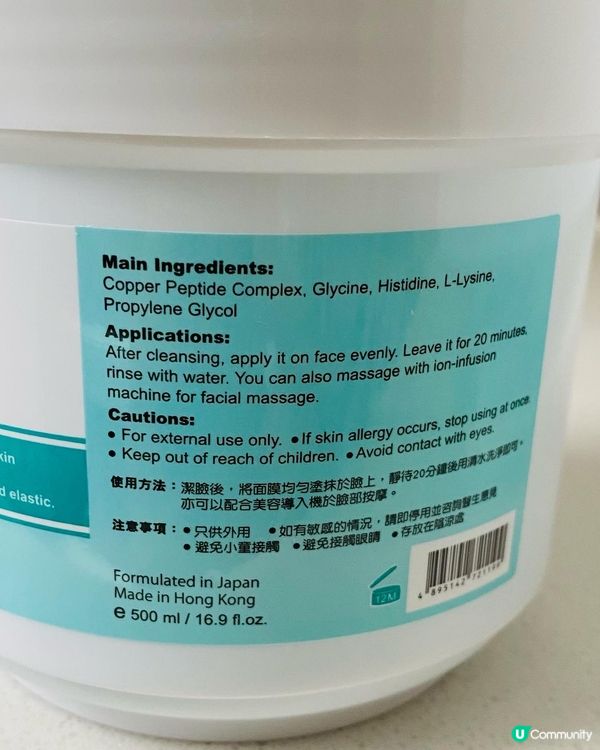 Main Ingredients:
Copper Peptide Complex, Glycine, Histidine, L-Lysine,
Propylene Glycol
Applications:
After cleansing, apply it on face evenly. Leave it for 20 minutes,
rinse with water. You can also massage with ion-infusion
machine for facial massage.
Cautions:
• For external use only. • If skin allergy occurs, stop using at once.
• Keep out of reach of children. • Avoid contact with eyes.
kin
d elastic.
使用方法：潔臉後，將面膜均勻塗抹於臉上，靜待20分鐘後用清水洗淨即可。
亦可以配合美容導入機於臉部按摩。
注意事項：• 只供外用 • 如有敏感的情況，請即停用並咨詢醫生意見
• 避免小童接觸 • 避免接觸眼睛 • 存放在陰涼處
Formulated in Japan
Made in Hong Kong
e 500 ml / 16.9 fl.oz.
12M
4 895142
U Community